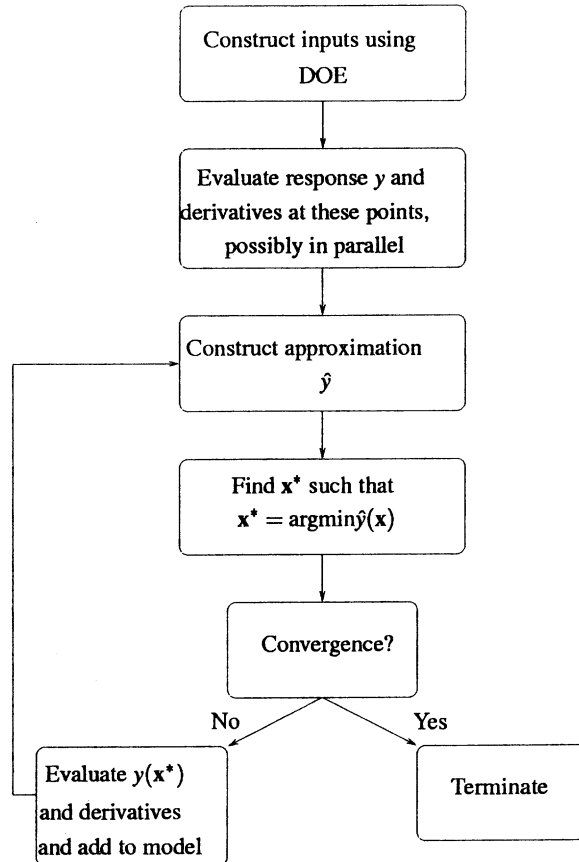 Construct inputs using
DOE
Evaluate response y and
derivatives at these points,
possibly in parallel
Construct approximation
ŷ
Find x* such that
x* = argminŷ(x)
Convergence?
No
Yes
Evaluate y(x*)
and derivatives
and add to model
Terminate